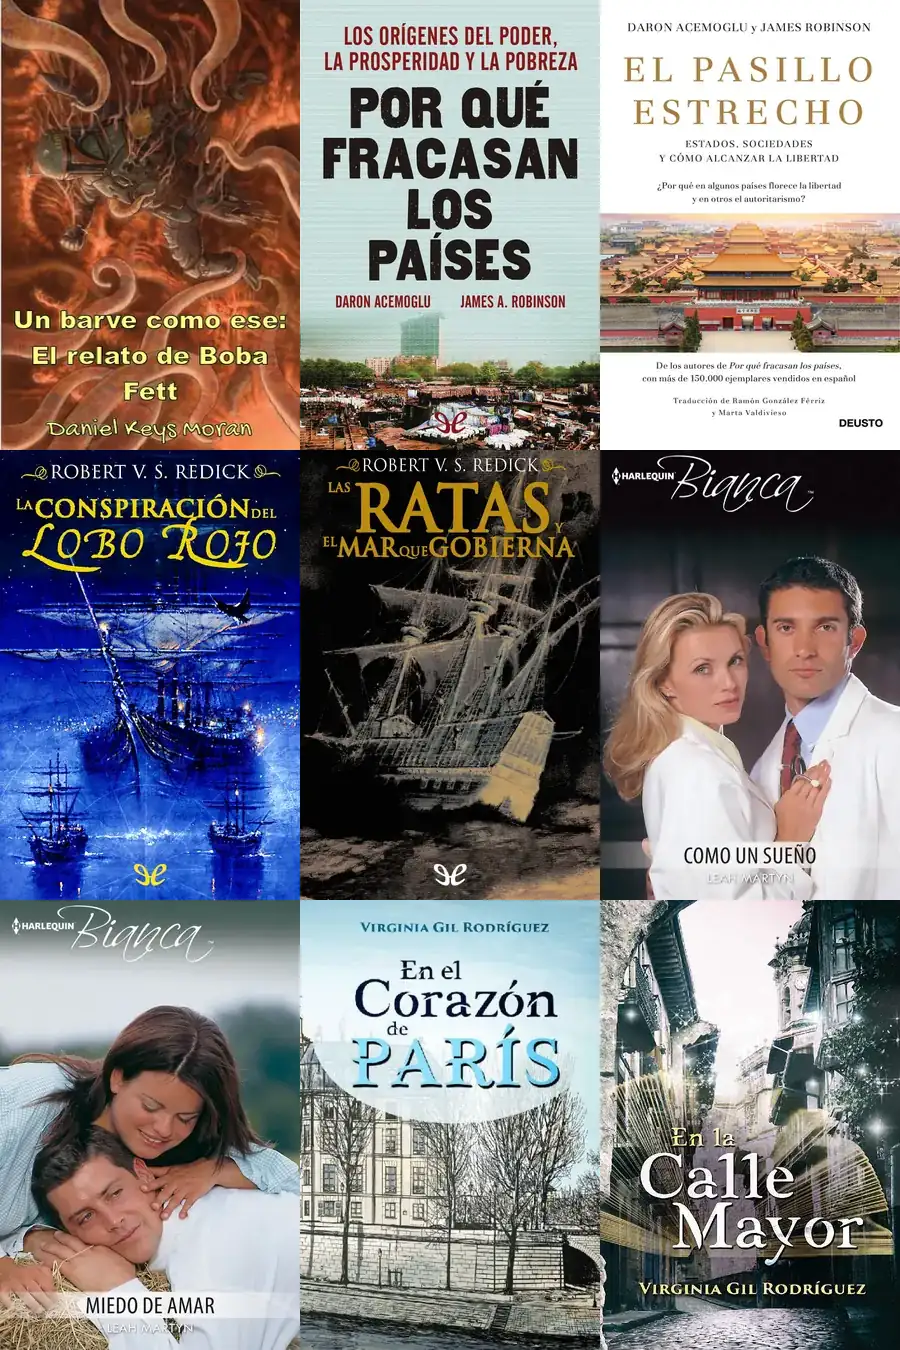 Un barve como ese:
El relato de Boba
Fett
Daniel Keys Moran
LOS ORÍGENES DEL PODER,
LA PROSPERIDAD Y LA POBREZA
POR QUÉ
FRACASAN
LOS
PAÍSES
DARON ACEMOGLU JAMES A. ROBINSON
DARON ACEMOGLU y JAMES ROBINSON
EL PASILLO
ESTRECHO
ESTADOS, SOCIEDADES
Y CÓMO ALCANZAR LA LIBERTAD
¿Por qué en algunos países florece la libertad
y en otros el autoritarismo?
De los autores de Por qué fracasan los países,
con más de 150.000 ejemplares vendidos en español
Traducción de Ramón González Férriz
y Marta Valdivieso
DEUSTO
ROBERT V. S. REDICK
LA CONSPIRACIÓN DEL
LOBO ROJO
ROBERT V. S. REDICK
LAS
RATAS Y
EL MAR QUE GOBIERNA
HARLEQUIN™
Bianca™
COMO UN SUEÑO
LEAH MARTYN
HARLEQUIN™
Bianca™
MIEDO DE AMAR
LEAH MARTYN
VIRGINIA GIL RODRÍGUEZ
En el
Corazón
de
PARÍS
En la
Calle
Mayor
VIRGINIA GIL RODRÍGUEZ